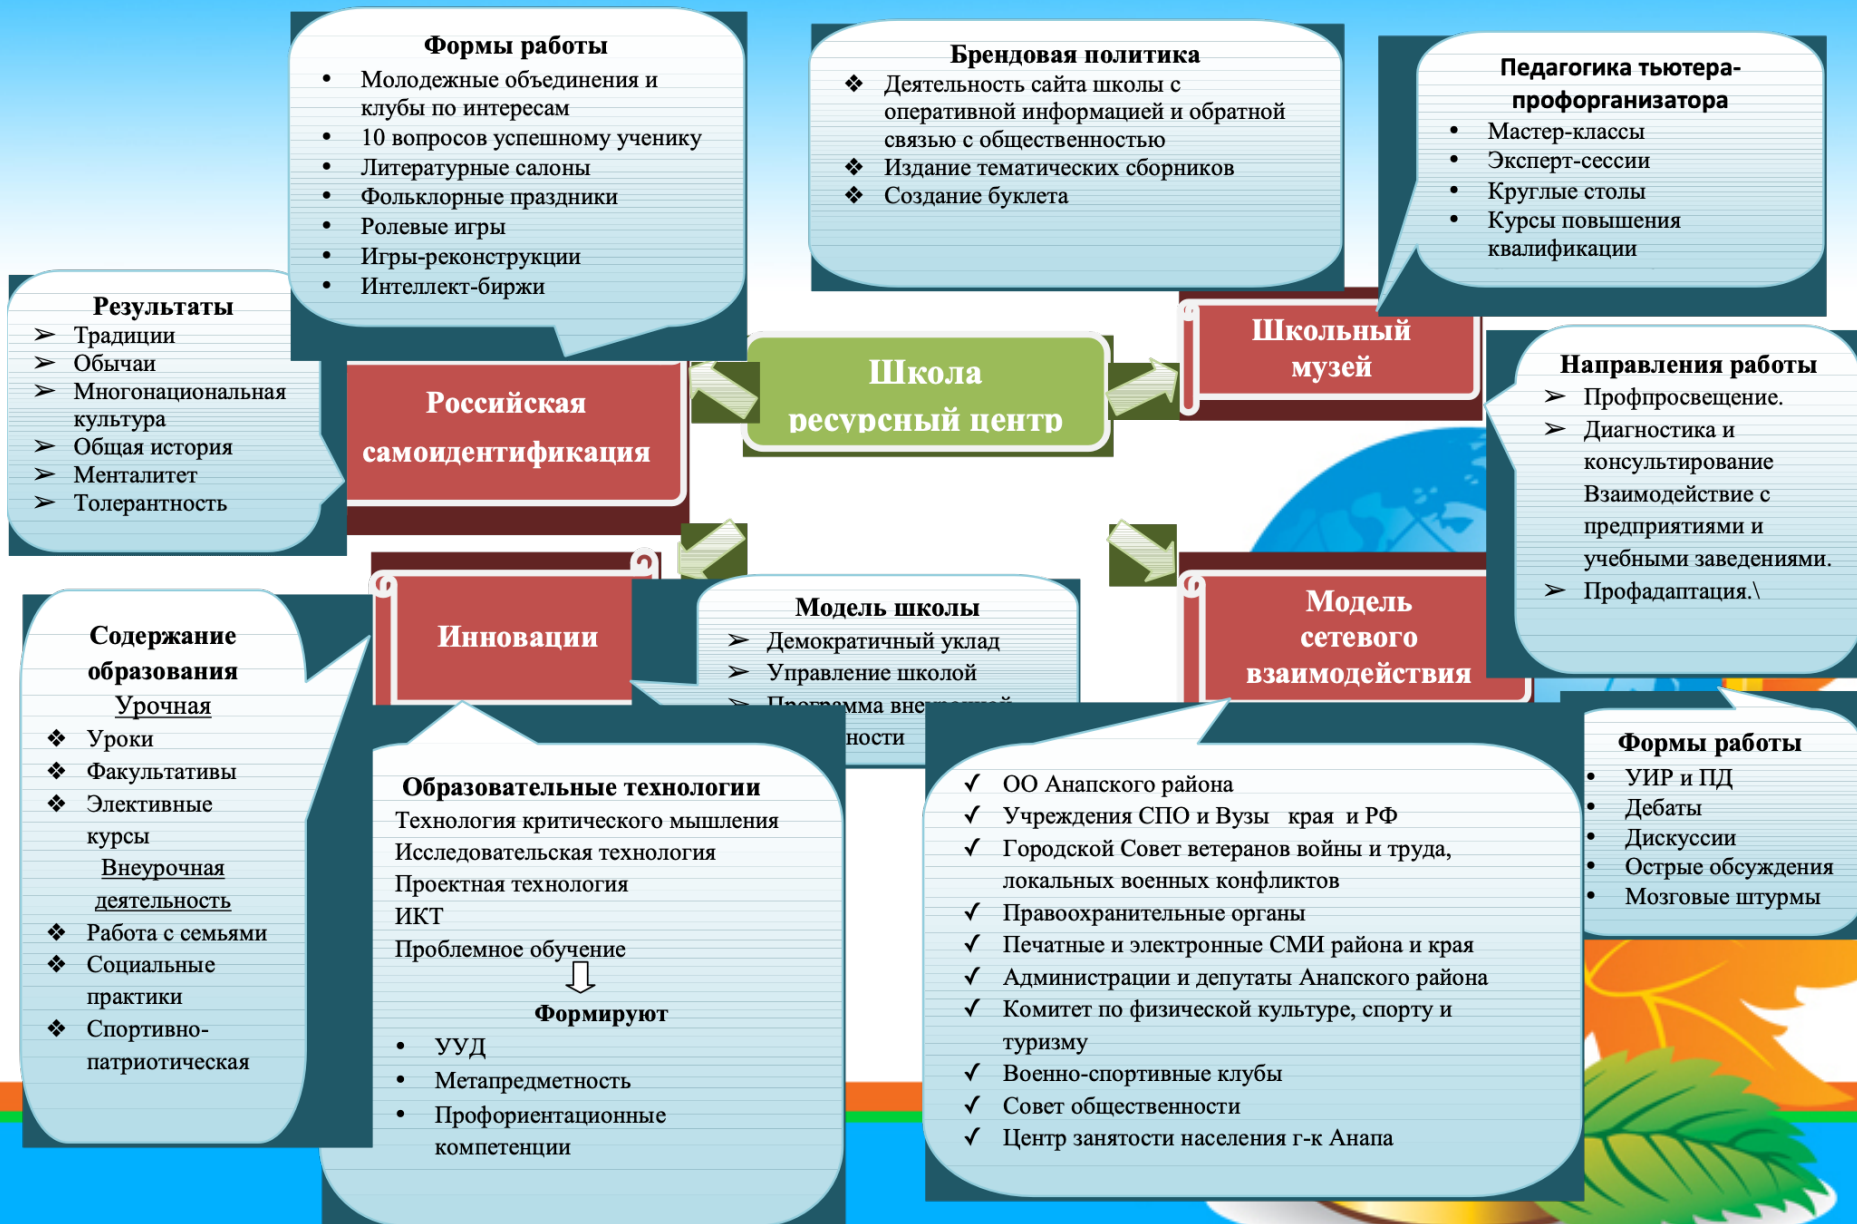 Формы работы
• Молодежные объединения и
клубы по интересам
• 10 вопросов успешному ученику
• Литературные салоны
• Фольклорные праздники
• Ролевые игры
• Игры-реконструкции
• Интеллект-биржи
Брендовая политика
❖ Деятельность сайта школы с
оперативной информацией и обратной
связью с общественностью
❖ Издание тематических сборников
❖ Создание буклета
Педагогика тьютера-
профорганизатора
• Мастер-классы
• Эксперт-сессии
• Круглые столы
• Курсы повышения
квалификации
Результаты
➢ Традиции
➢ Обычаи
➢ Многонациональная
культура
➢ Общая история
➢ Менталитет
➢ Толерантность
Российская
самоидентификация
Школа
ресурсный центр
Школьный
музей
Направления работы
➢ Профпросвещение.
➢ Диагностика и
консультирование
Взаимодействие с
предприятиями и
учебными заведениями.
➢ Профадаптация.\
Инновации
Модель школы
➢ Демократичный уклад
➢ Управление школой
➢ Программа внеурочной
ности
Модель
сетевого
взаимодействия
Содержание
образования
Урочная
❖ Уроки
❖ Факультативы
❖ Элективные
курсы
Внеурочная
деятельность
❖ Работа с семьями
❖ Социальные
практики
❖ Спортивно-
патриотическая
Образовательные технологии
Технология критического мышления
Исследовательская технология
Проектная технология
ИКТ
Проблемное обучение
Формируют
• УУД
• Метапредметность
• Профориентационные
компетенции
✓ ОО Анапского района
✓ Учреждения СПО и Вузы края и РФ
✓ Городской Совет ветеранов войны и труда,
локальных военных конфликтов
✓ Правоохранительные органы
✓ Печатные и электронные СМИ района и края
✓ Администрации и депутаты Анапского района
✓ Комитет по физической культуре, спорту и
туризму
✓ Военно-спортивные клубы
✓ Совет общественности
✓ Центр занятости населения г-к Анапа
Формы работы
• УИР и ПД
• Дебаты
• Дискуссии
• Острые обсуждения
• Мозговые штурмы